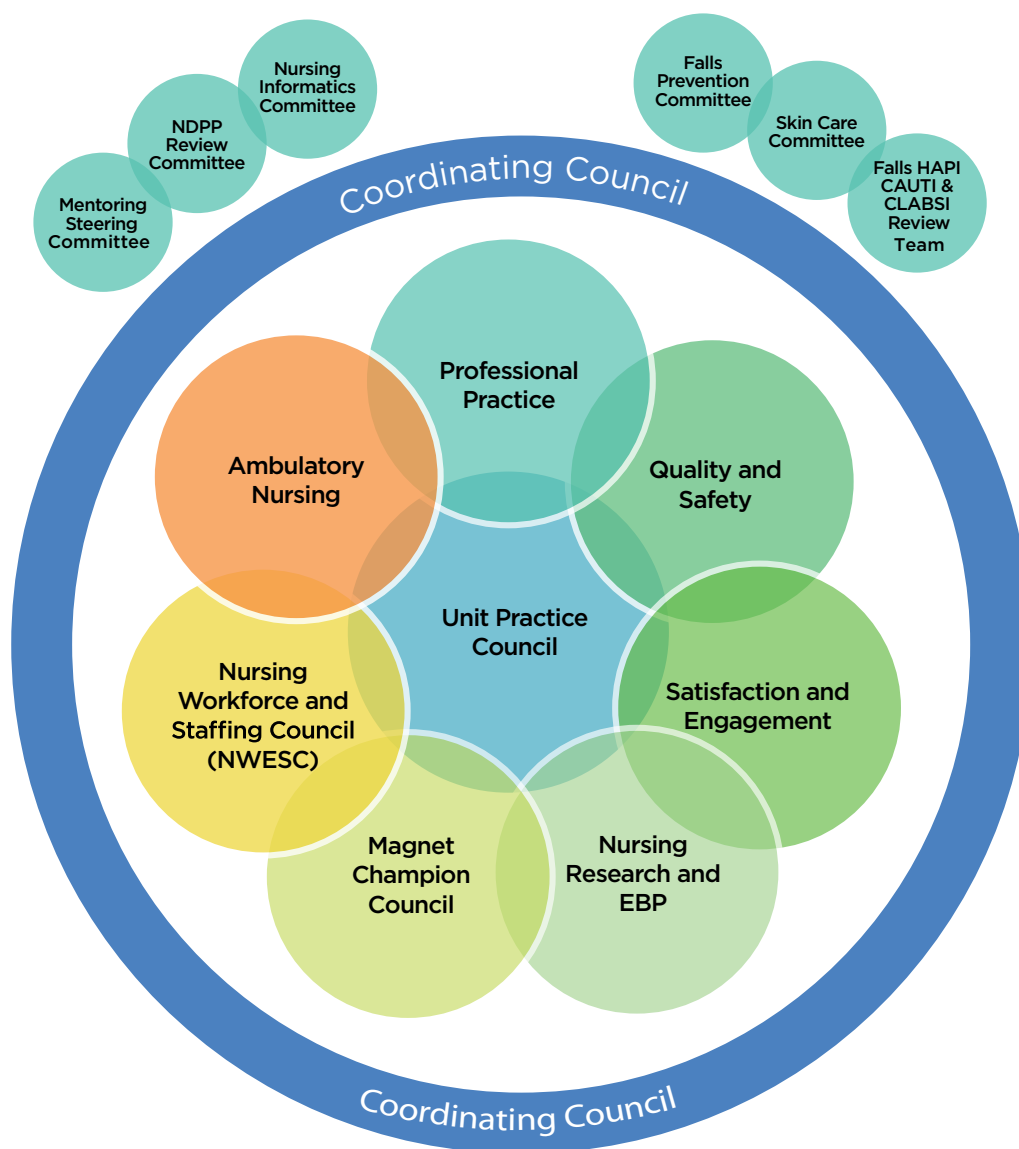 Nursing
Informatics
Committee
NDPP
Review
Committee
Mentoring
Steering
Committee
Falls
Prevention
Committee
Skin Care
Committee
Falls HAPI
CAUTI &
CLABSI
Review
Team
Coordinating Council
Professional
Practice
Ambulatory
Nursing
Quality and
Safety
Unit Practice
Council
Nursing
Workforce and
Staffing Council
(NWESC)
Satisfaction and
Engagement
Magnet
Champion
Council
Nursing
Research and
EBP
Coordinating Council